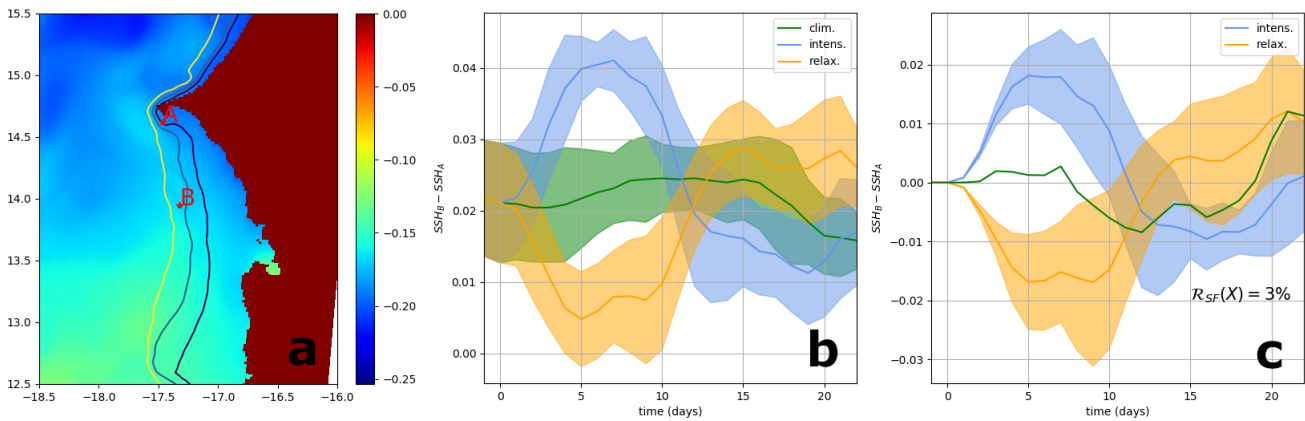 15.5
15.0
14.5
14.0
13.5
13.0
12.5
−18.5 −18.0 −17.5 −17.0 −16.5 −16.0
A
B
a
0.00
−0.05
−0.10
−0.15
−0.20
−0.25
SSH_B − SSH_A
0.04
0.03
0.02
0.01
0.00
0 5 10 15 20
time (days)
clim.
intens.
relax.
b
SSH_B − SSH_A
0.02
0.01
0.00
−0.01
−0.02
−0.03
0 5 10 15 20
time (days)
intens.
relax.
R_SF(X) = 3%
c